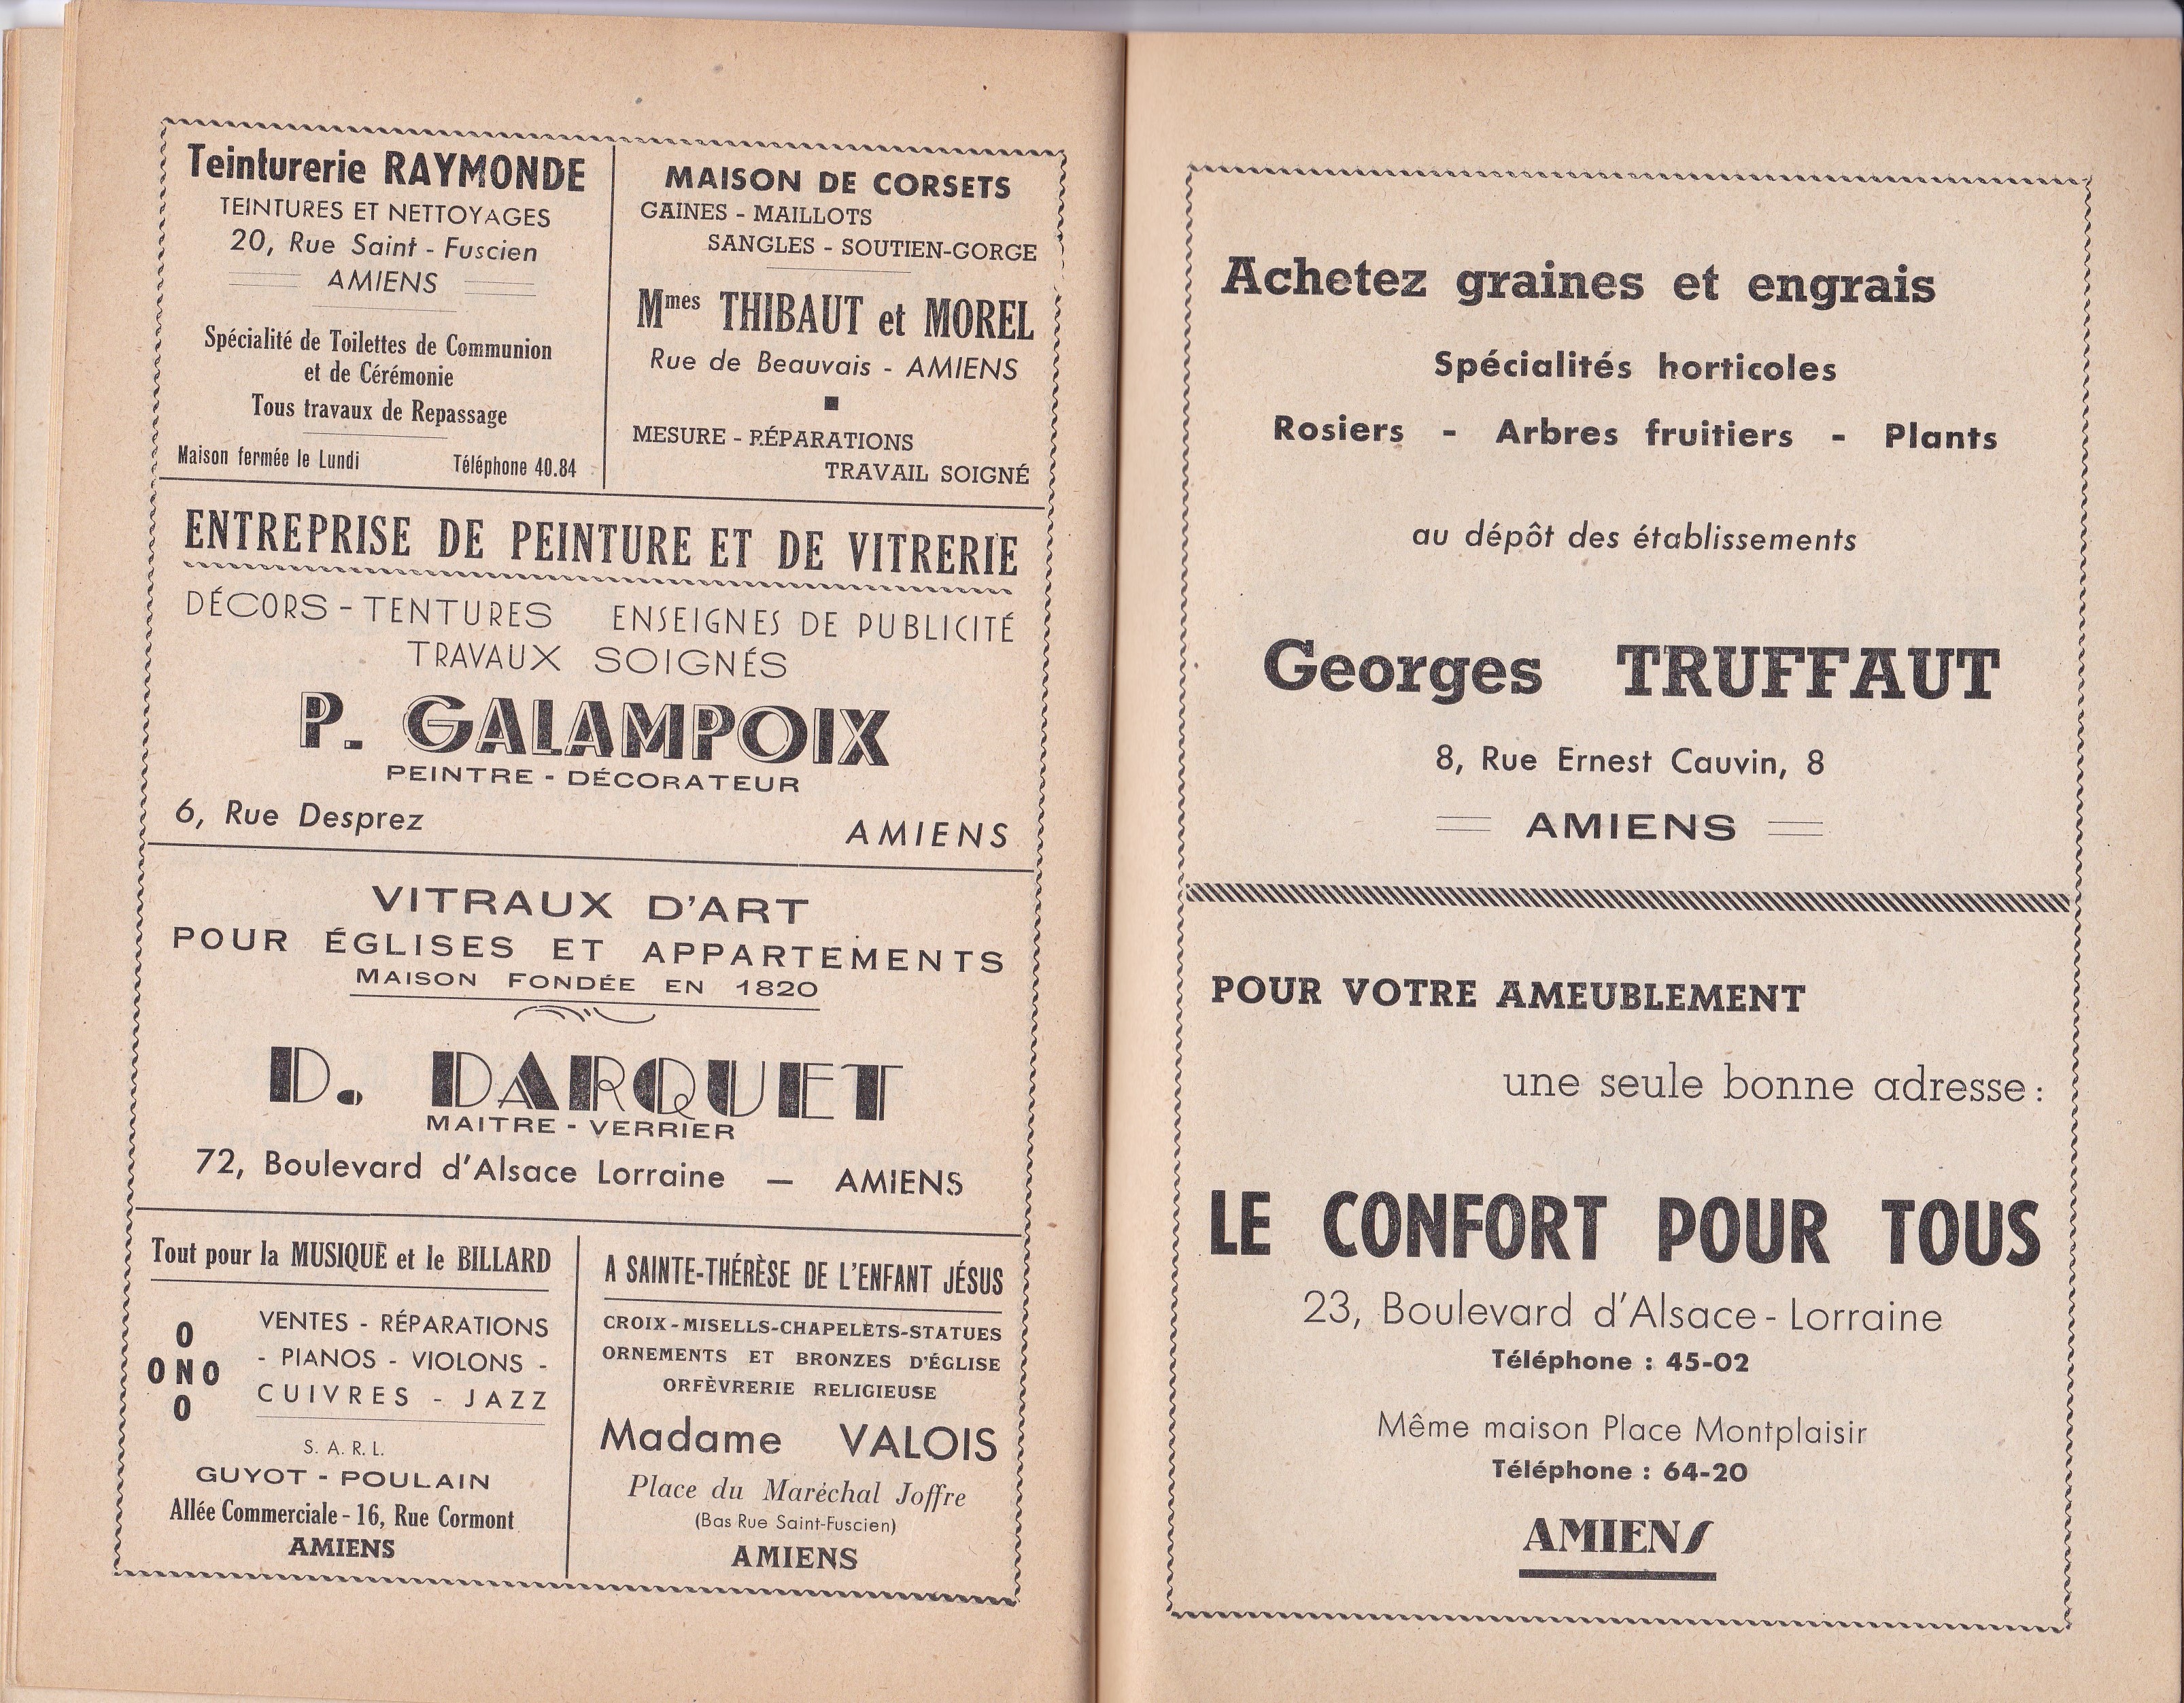 Teinturerie RAYMONDE
TEINTURES ET NETTOYAGES
20, Rue Saint - Fuscien
AMIENS
Spécialité de Toilettes de Communion
et de Cérémonie
Tous travaux de Repassage
Maison fermée le Lundi Téléphone 40.84
MAISON DE CORSETS
GAINES - MAILLOTS
SANGLES - SOUTIEN-GORGE
Mmes THIBAUT et MOREL
Rue de Beauvais - AMIENS
MESURE - RÉPARATIONS
TRAVAIL SOIGNÉ
ENTREPRISE DE PEINTURE ET DE VITRERIE
DÉCORS - TENTURES ENSEIGNES DE PUBLICITÉ
TRAVAUX SOIGNÉS
P. GALAMPOIX
PEINTRE - DÉCORATEUR
6, Rue Desprez AMIENS
VITRAUX D'ART
POUR ÉGLISES ET APPARTEMENTS
MAISON FONDÉE EN 1820
D. DARQUET
MAITRE - VERRIER
72, Boulevard d'Alsace Lorraine — AMIENS
Tout pour la MUSIQUE et le BILLARD
O
ONO
O
VENTES - RÉPARATIONS
- PIANOS - VIOLONS -
CUIVRES - JAZZ
S. A. R. L.
GUYOT - POULAIN
Allée Commerciale - 16, Rue Cormont
AMIENS
A SAINTE-THÉRÈSE DE L'ENFANT JÉSUS
CROIX-MISELLS-CHAPELETS-STATUES
ORNEMENTS ET BRONZES D'ÉGLISE
ORFÈVRERIE RELIGIEUSE
Madame VALOIS
Place du Maréchal Joffre
(Bas Rue Saint-Fuscien)
AMIENS
Achetez graines et engrais
Spécialités horticoles
Rosiers - Arbres fruitiers - Plants
au dépôt des établissements
Georges TRUFFAUT
8, Rue Ernest Cauvin, 8
AMIENS
POUR VOTRE AMEUBLEMENT
une seule bonne adresse :
LE CONFORT POUR TOUS
23, Boulevard d'Alsace - Lorraine
Téléphone : 45-02
Même maison Place Montplaisir
Téléphone : 64-20
AMIENS